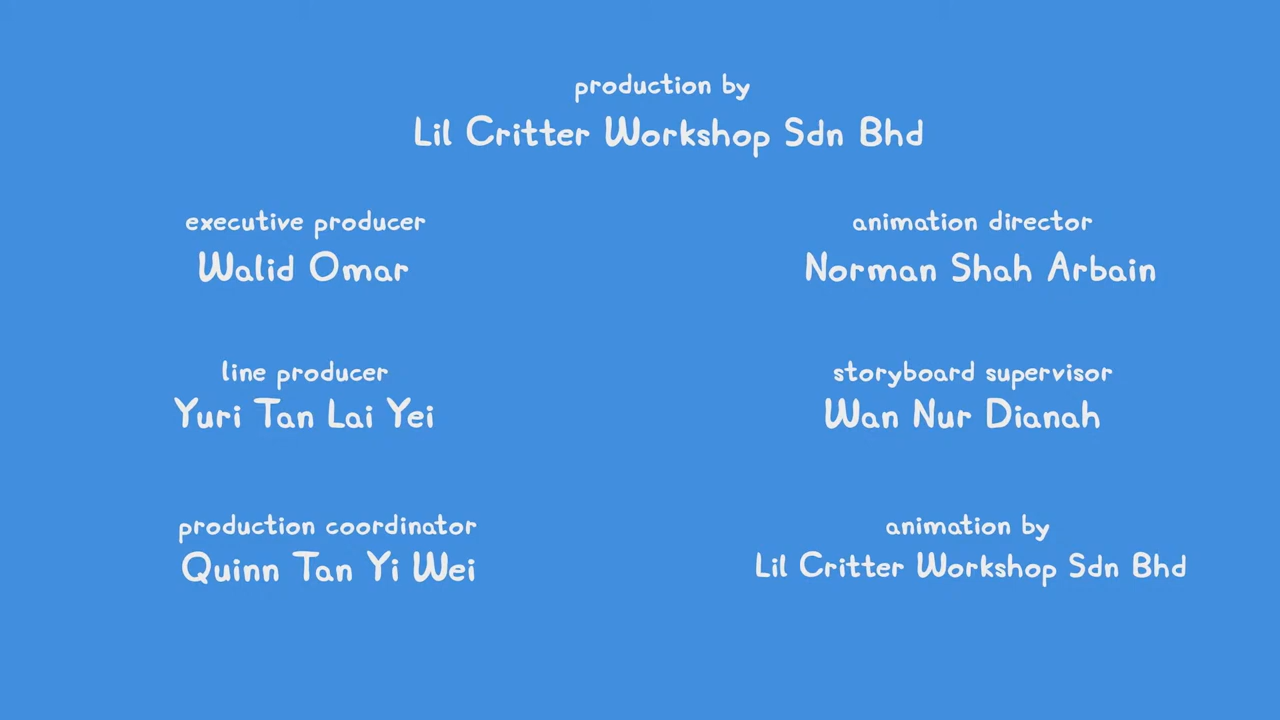 production by
Lil Critter Workshop Sdn Bhd
executive producer
Walid Omar
animation director
Norman Shah Arbain
line producer
Yuri Tan Lai Yei
storyboard supervisor
Wan Nur Dianah
production coordinator
Quinn Tan Yi Wei
animation by
Lil Critter Workshop Sdn Bhd